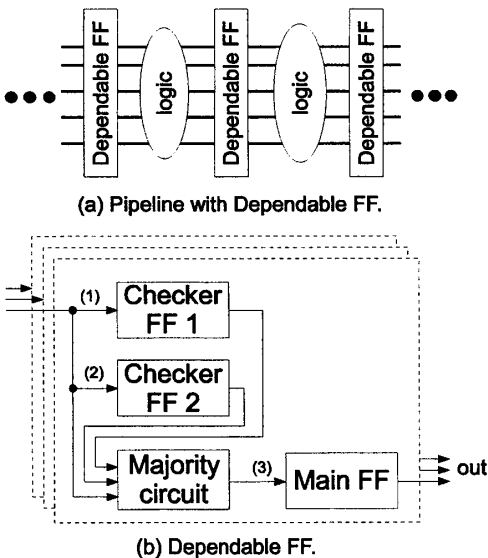 Dependable FF
logic
Dependable FF
logic
Dependable FF
(a) Pipeline with Dependable FF.
(1)
Checker
FF 1
(2)
Checker
FF 2
Majority
circuit
(3)
Main FF
out
(b) Dependable FF.